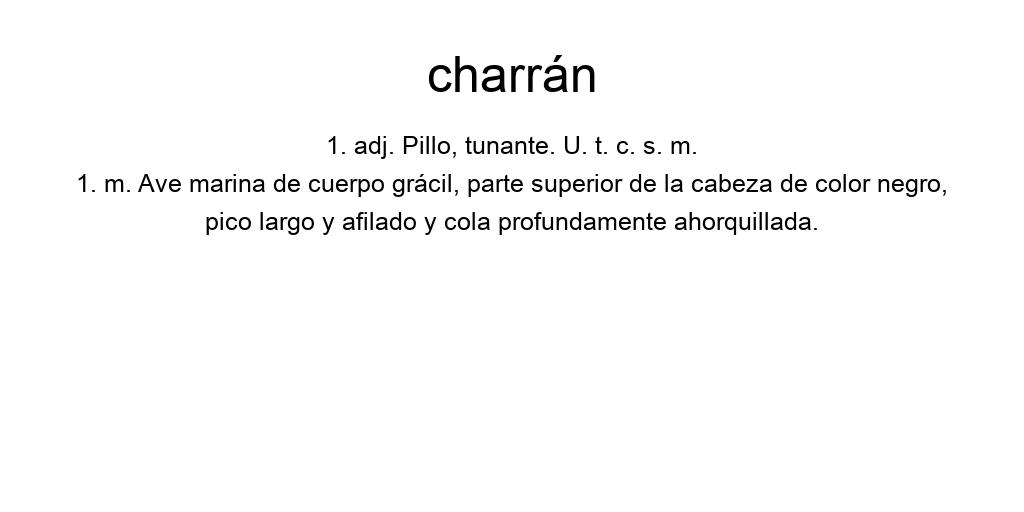 charrán
1. adj. Pillo, tunante. U. t. c. s. m.
1. m. Ave marina de cuerpo grácil, parte superior de la cabeza de color negro,
pico largo y afilado y cola profundamente ahorquillada.